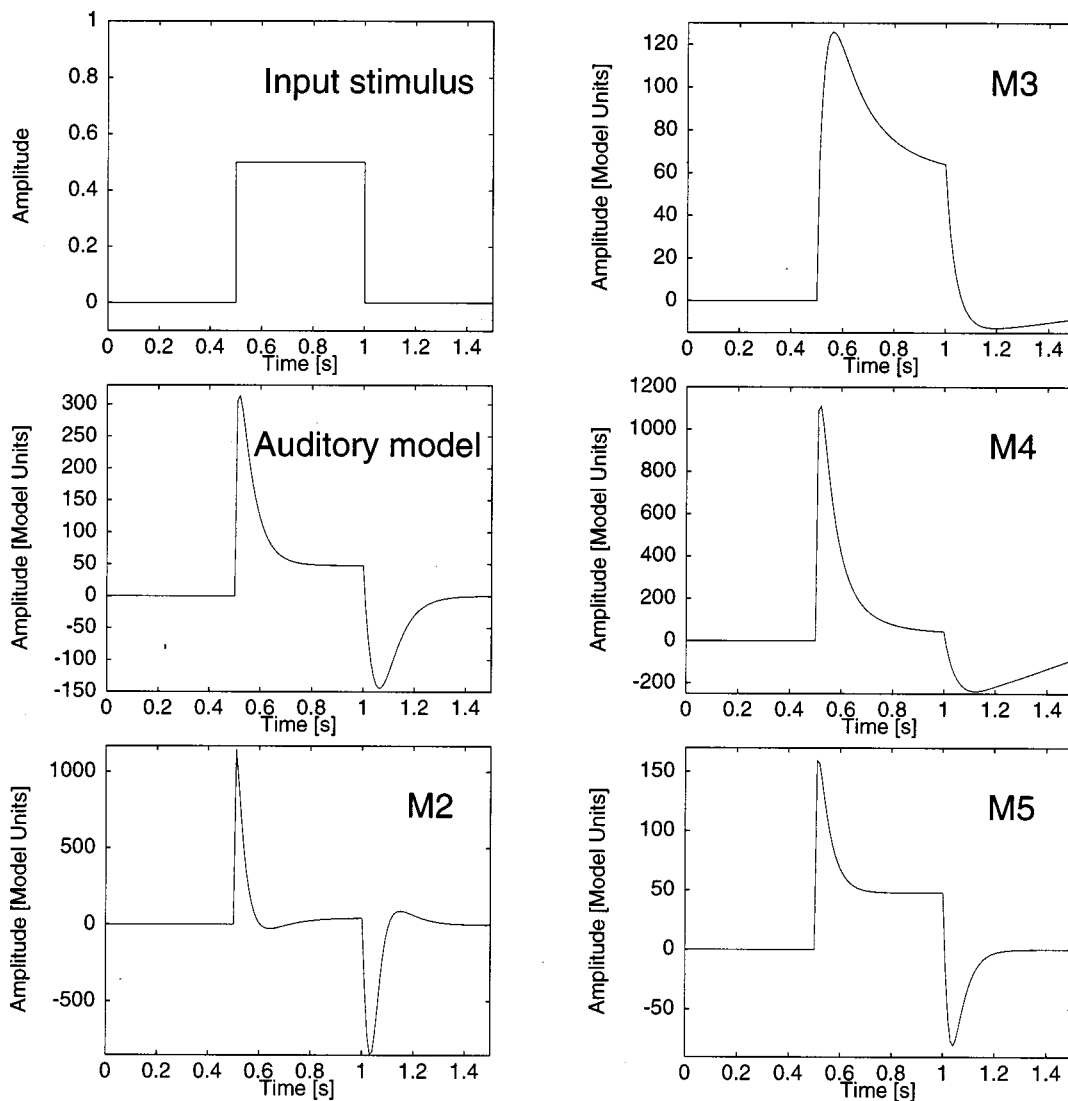 1
0.8
0.6
0.4
0.2
0
Amplitude
Input stimulus
0 0.2 0.4 0.6 0.8 1 1.2 1.4
Time [s]
120
100
80
60
40
20
0
Amplitude [Model Units]
M3
0 0.2 0.4 0.6 0.8 1 1.2 1.4
Time [s]
300
250
200
150
100
50
0
-50
-100
-150
Amplitude [Model Units]
Auditory model
0 0.2 0.4 0.6 0.8 1 1.2 1.4
Time [s]
1200
1000
800
600
400
200
0
-200
Amplitude [Model Units]
M4
0 0.2 0.4 0.6 0.8 1 1.2 1.4
Time [s]
1000
500
0
-500
Amplitude [Model Units]
M2
0 0.2 0.4 0.6 0.8 1 1.2 1.4
Time [s]
150
100
50
0
-50
Amplitude [Model Units]
M5
0 0.2 0.4 0.6 0.8 1 1.2 1.4
Time [s]